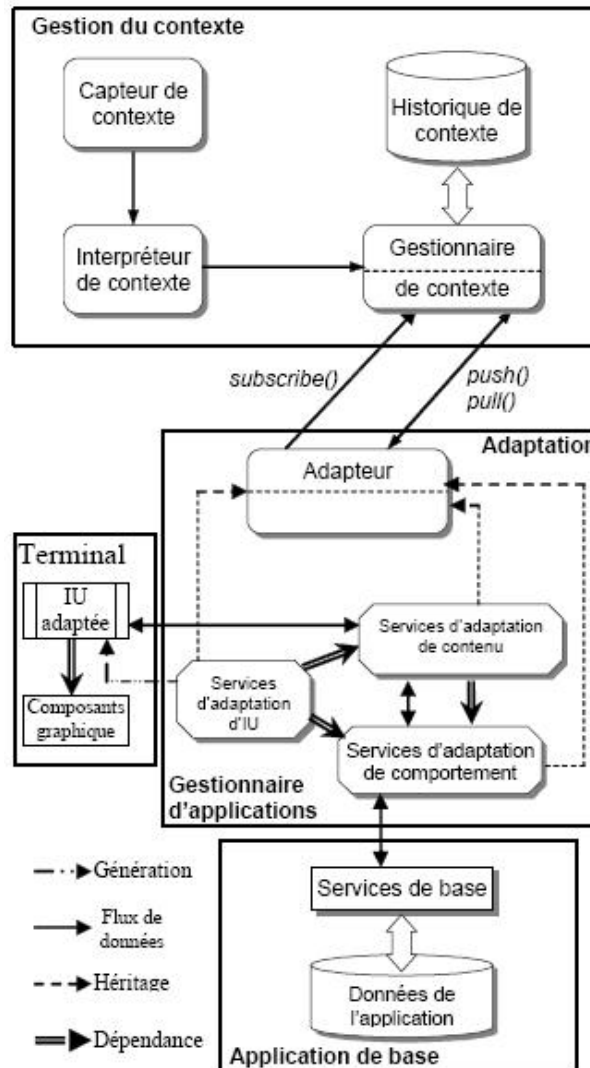 Gestion du contexte
Capteur de
contexte
Historique de
contexte
Interpréteur
de contexte
Gestionnaire
de contexte
subscribe()
push()
pull()
Adaptation
Adapteur
Terminal
IU
adaptée
Composants
graphique
Services d'adaptation
de contenu
Services
d'adaptation
d'IU
Services d'adaptation
de comportement
Gestionnaire
d'applications
Génération
Flux de
données
Héritage
Dépendance
Services de base
Données de
l'application
Application de base